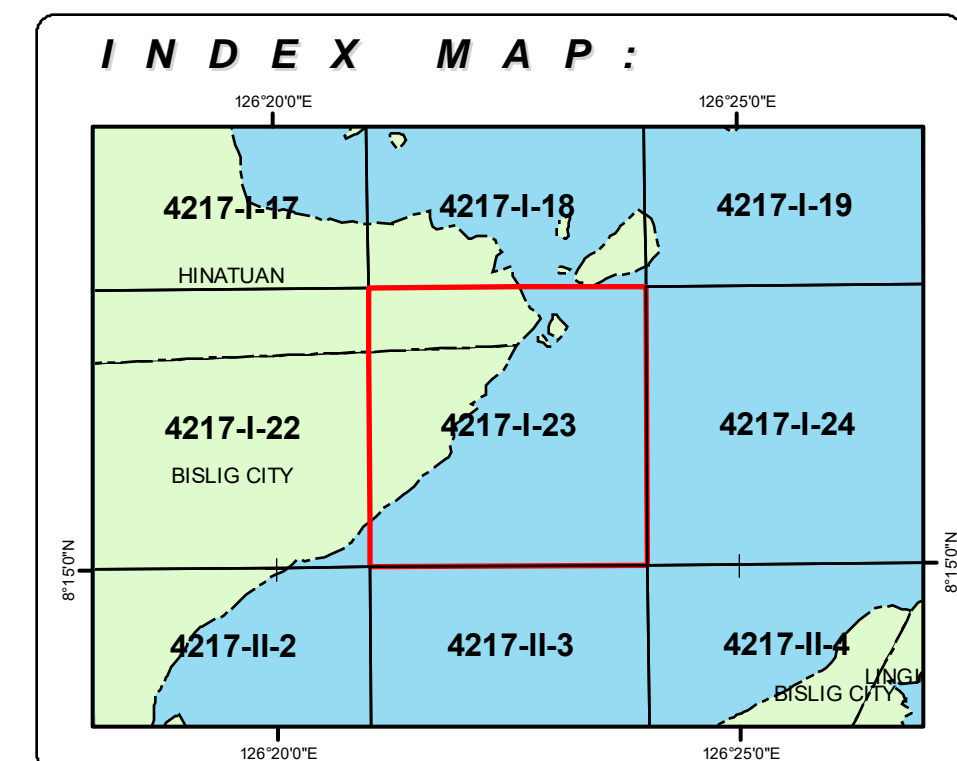 INDEX MAP:
126°20'0"E 126°25'0"E
4217-I-17 4217-I-18 4217-I-19
HINATUAN
4217-I-22 4217-I-23 4217-I-24
BISLIG CITY
8°15'0"N 8°15'0"N
4217-II-2 4217-II-3 4217-II-4
LINGI
BISLIG CITY
126°20'0"E 126°25'0"E